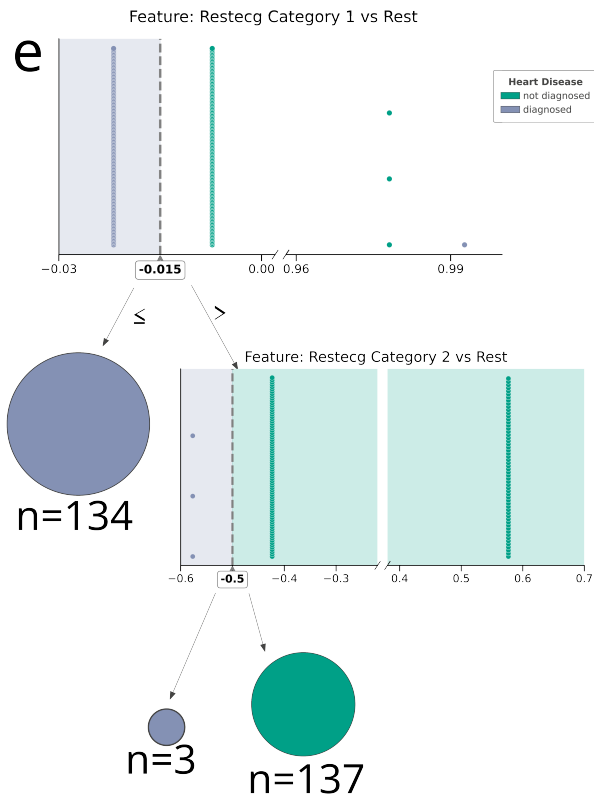 Feature: Restecg Category 1 vs Rest
e
Heart Disease
not diagnosed
diagnosed
−0.03
-0.015
0.00
0.96
0.99
≤
>
Feature: Restecg Category 2 vs Rest
n=134
−0.6
-0.5
−0.4
−0.3
0.4
0.5
0.6
0.7
n=3
n=137